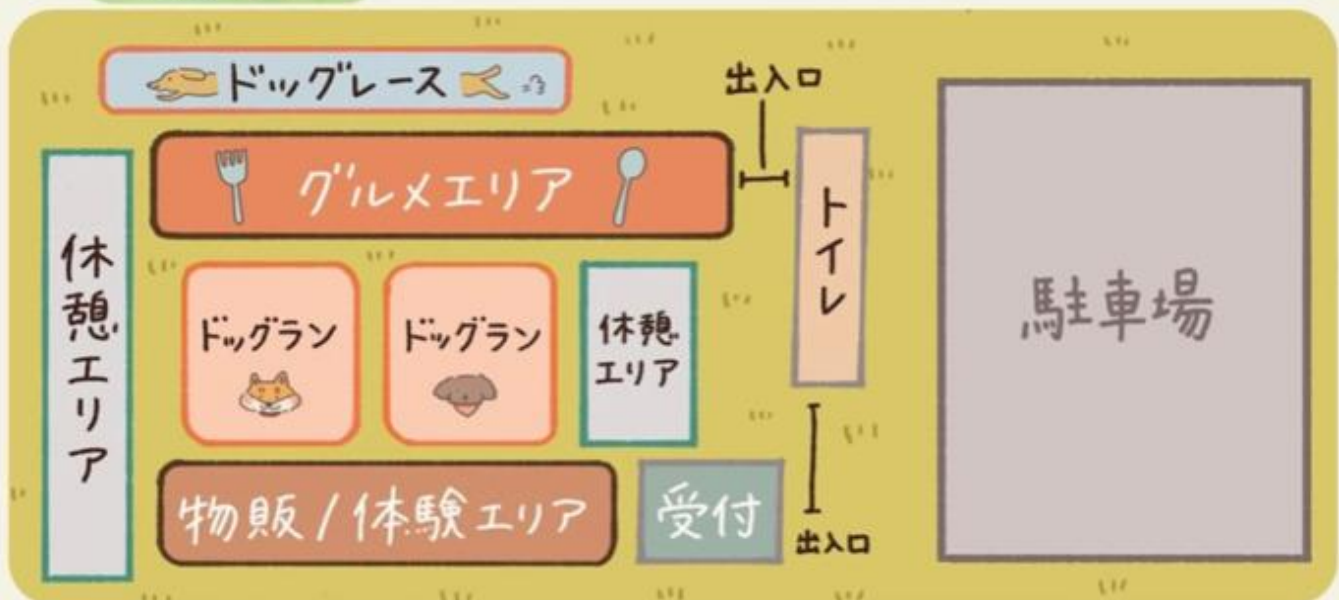 ドッグレース
出入口
グルメエリア
トイレ
休憩エリア
駐車場
ドッグラン
ドッグラン
休憩
エリア
物販/体験エリア
受付
出入口